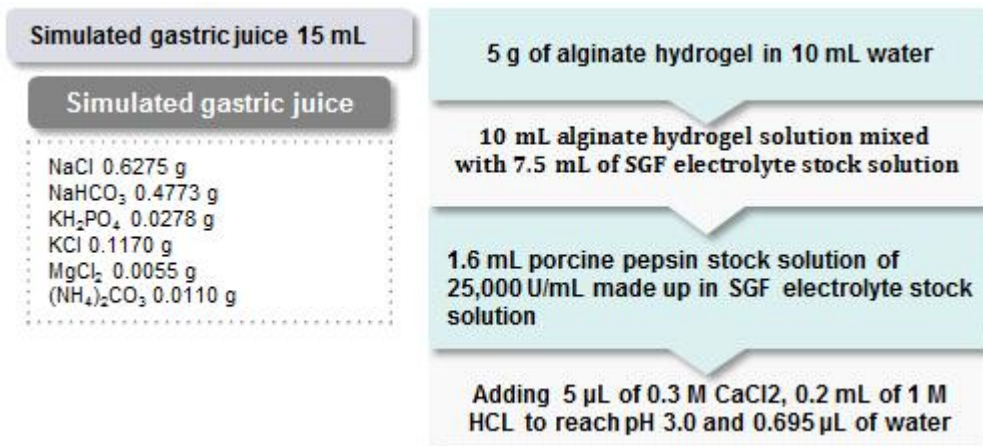 Simulated gastric juice 15 mL
Simulated gastric juice
NaCl 0.6275 g
NaHCO₃ 0.4773 g
KH₂PO₄ 0.0278 g
KCl 0.1170 g
MgCl₂ 0.0055 g
(NH₄)₂CO₃ 0.0110 g
5 g of alginate hydrogel in 10 mL water
10 mL alginate hydrogel solution mixed
with 7.5 mL of SGF electrolyte stock
solution
1.6 mL porcine pepsin stock solution of
25,000 U/mL made up in SGF electrolyte stock
solution
Adding 5 µL of 0.3 M CaCl2, 0.2 mL of 1 M
HCL to reach pH 3.0 and 0.695 µL of water